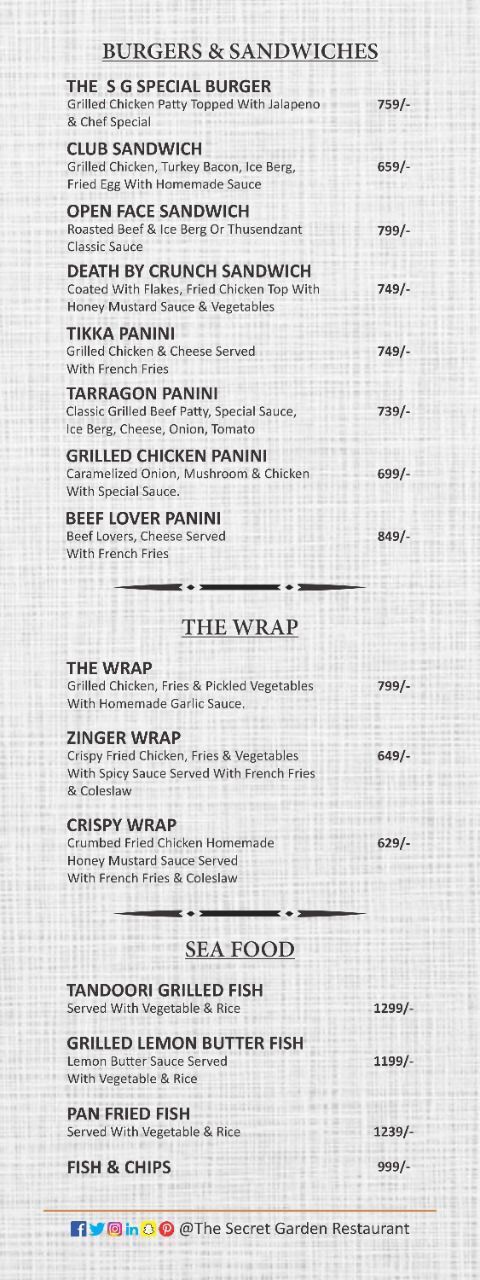 BURGERS & SANDWICHES
THE S G SPECIAL BURGER
Grilled Chicken Patty Topped With Jalapeno 759/-
& Chef Special
CLUB SANDWICH
Grilled Chicken, Turkey Bacon, Ice Berg, 659/-
Fried Egg With Homemade Sauce
OPEN FACE SANDWICH
Roasted Beef & Ice Berg Or Thusendzant 799/-
Classic Sauce
DEATH BY CRUNCH SANDWICH
Coated With Flakes, Fried Chicken Top With 749/-
Honey Mustard Sauce & Vegetables
TIKKA PANINI
Grilled Chicken & Cheese Served 749/-
With French Fries
TARRAGON PANINI
Classic Grilled Beef Patty, Special Sauce, 739/-
Ice Berg, Cheese, Onion, Tomato
GRILLED CHICKEN PANINI
Caramelized Onion, Mushroom & Chicken 699/-
With Special Sauce.
BEEF LOVER PANINI
Beef Lovers, Cheese Served 849/-
With French Fries
THE WRAP
THE WRAP
Grilled Chicken, Fries & Pickled Vegetables 799/-
With Homemade Garlic Sauce.
ZINGER WRAP
Crispy Fried Chicken, Fries & Vegetables 649/-
With Spicy Sauce Served With French Fries
& Coleslaw
CRISPY WRAP
Crumbed Fried Chicken Homemade 629/-
Honey Mustard Sauce Served
With French Fries & Coleslaw
SEA FOOD
TANDOORI GRILLED FISH
Served With Vegetable & Rice 1299/-
GRILLED LEMON BUTTER FISH
Lemon Butter Sauce Served 1199/-
With Vegetable & Rice
PAN FRIED FISH
Served With Vegetable & Rice 1239/-
FISH & CHIPS 999/-
@The Secret Garden Restaurant